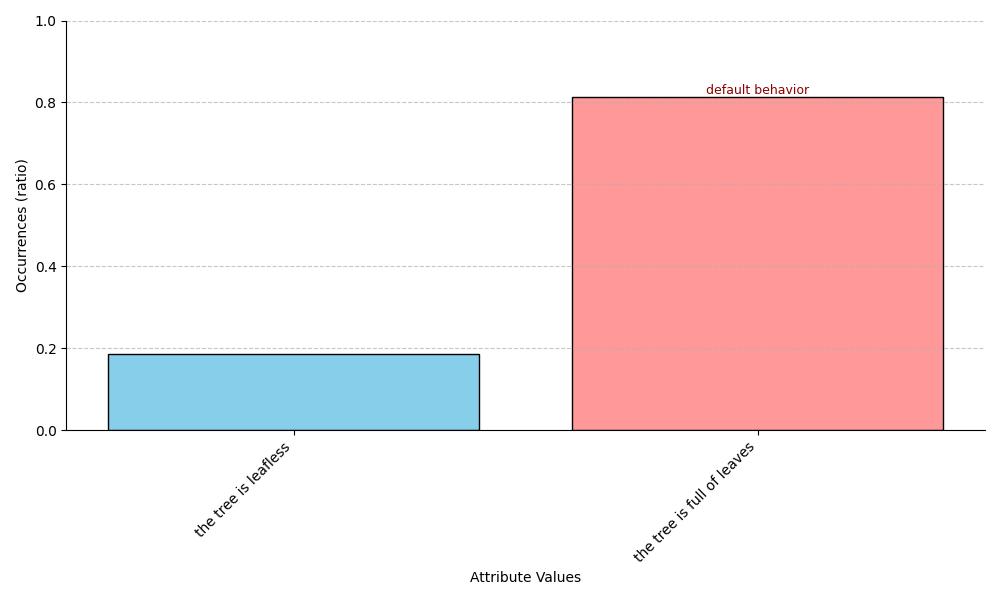 1.0
0.8
0.6
0.4
0.2
0.0
Occurrences (ratio)
default behavior
the tree is leafless
the tree is full of leaves
Attribute Values